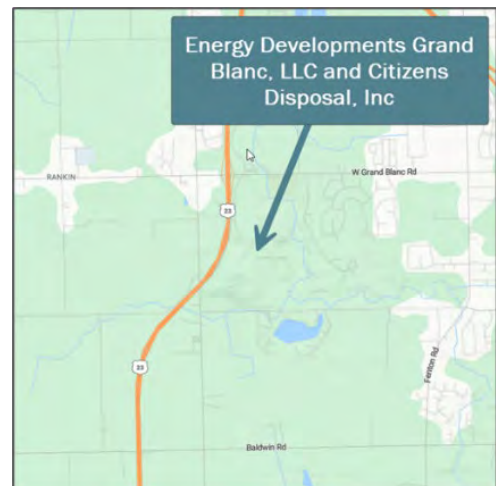 Energy Developments Grand
Blanc, LLC and Citizens
Disposal, Inc
W Grand Blanc Rd
RANKIN
23
Fenton Rd
23
Baldwin Rd